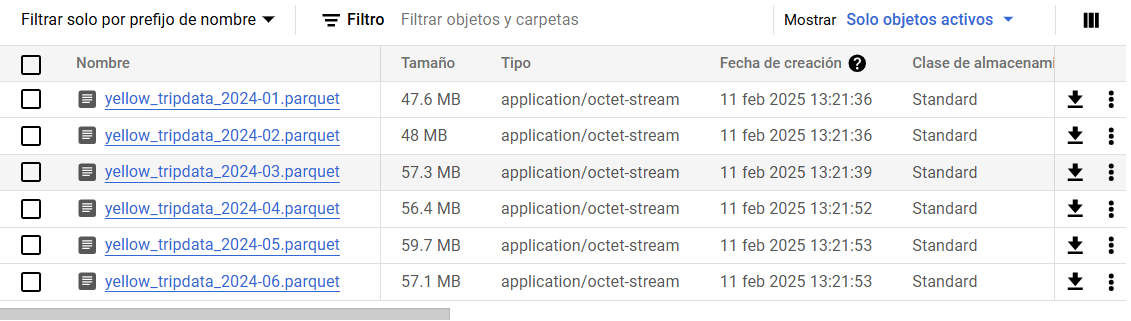 Filtrar solo por prefijo de nombre Filtro Filtrar objetos y carpetas Mostrar Solo objetos activos
Nombre Tamaño Tipo Fecha de creación Clase de almacenami
yellow_tripdata_2024-01.parquet 47.6 MB application/octet-stream 11 feb 2025 13:21:36 Standard
yellow_tripdata_2024-02.parquet 48 MB application/octet-stream 11 feb 2025 13:21:36 Standard
yellow_tripdata_2024-03.parquet 57.3 MB application/octet-stream 11 feb 2025 13:21:39 Standard
yellow_tripdata_2024-04.parquet 56.4 MB application/octet-stream 11 feb 2025 13:21:52 Standard
yellow_tripdata_2024-05.parquet 59.7 MB application/octet-stream 11 feb 2025 13:21:53 Standard
yellow_tripdata_2024-06.parquet 57.1 MB application/octet-stream 11 feb 2025 13:21:53 Standard